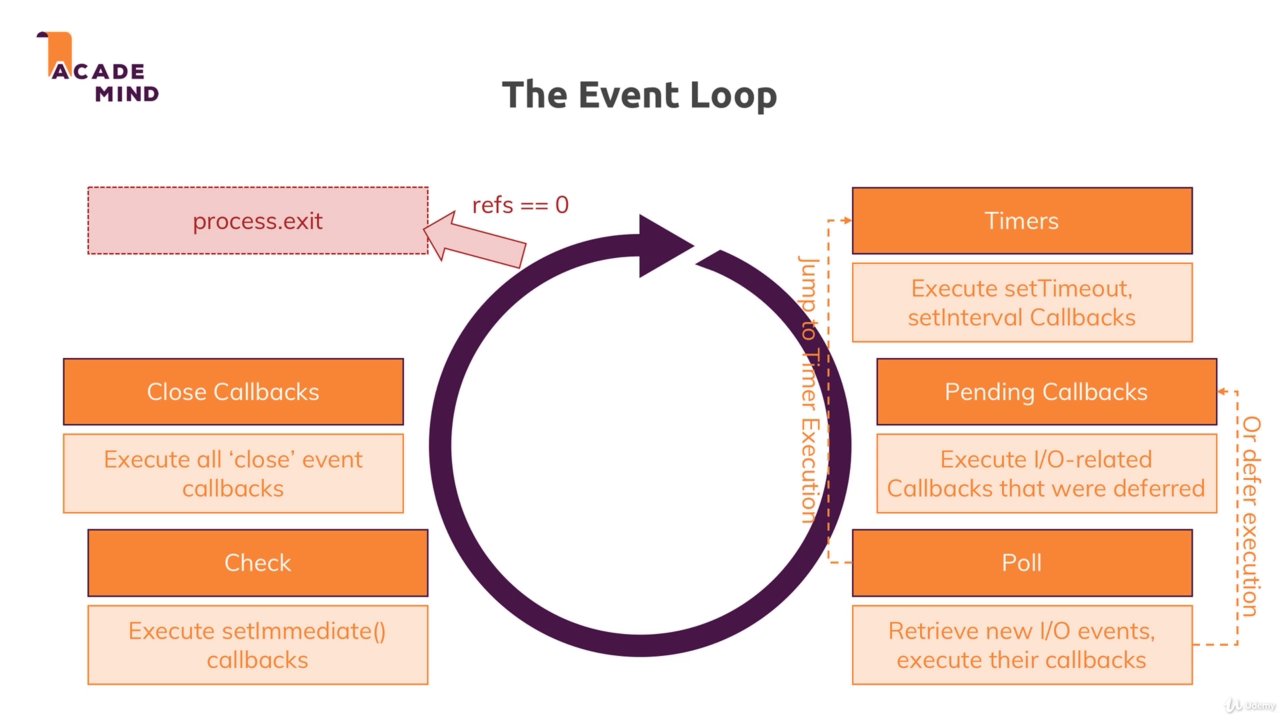 ACADE
MIND
The Event Loop
process.exit
refs == 0
Timers
Execute setTimeout,
setInterval Callbacks
Jump to Timer Execution
Close Callbacks
Execute all ‘close’ event
callbacks
Pending Callbacks
Execute I/O-related
Callbacks that were deferred
Or defer execution
Check
Execute setImmediate()
callbacks
Poll
Retrieve new I/O events,
execute their callbacks
Udemy